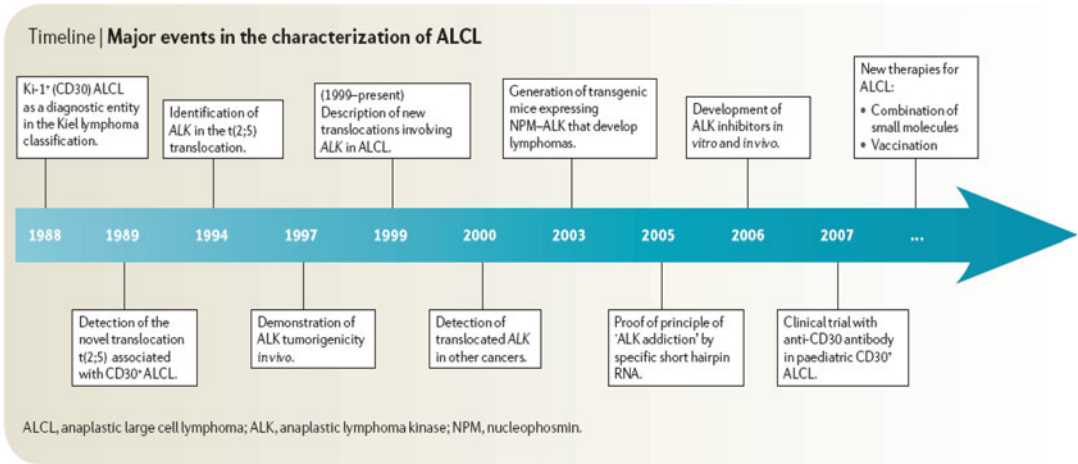 Timeline | Major events in the characterization of ALCL
Ki-1⁺ (CD30) ALCL
as a diagnostic entity
in the Kiel lymphoma
classification.
Identification of
ALK in the t(2;5)
translocation.
(1999–present)
Description of new
translocations involving
ALK in ALCL.
Generation of transgenic
mice expressing
NPM–ALK that develop
lymphomas.
Development of
ALK inhibitors in
vitro and in vivo.
New therapies for
ALCL:
• Combination of
small molecules
• Vaccination
1988 1989 1994 1997 1999 2000 2003 2005 2006 2007 ...
Detection of the
novel translocation
t(2;5) associated
with CD30⁺ ALCL.
Demonstration of
ALK tumorigenicity
in vivo.
Detection of
translocated ALK
in other cancers.
Proof of principle of
‘ALK addiction’ by
specific short hairpin
RNA.
Clinical trial with
anti-CD30 antibody
in paediatric CD30⁺
ALCL.
ALCL, anaplastic large cell lymphoma; ALK, anaplastic lymphoma kinase; NPM, nucleophosmin.